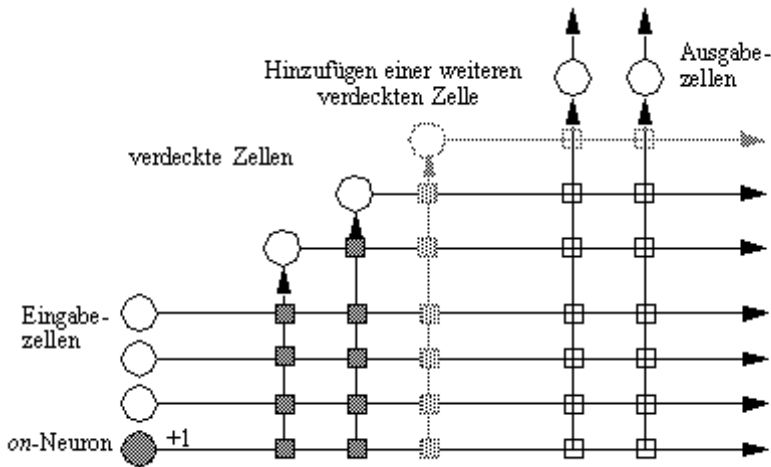 Hinzufügen einer weiteren
verdeckten Zelle
Ausgabe-
zellen
verdeckte Zellen
Eingabe-
zellen
on-Neuron
+1